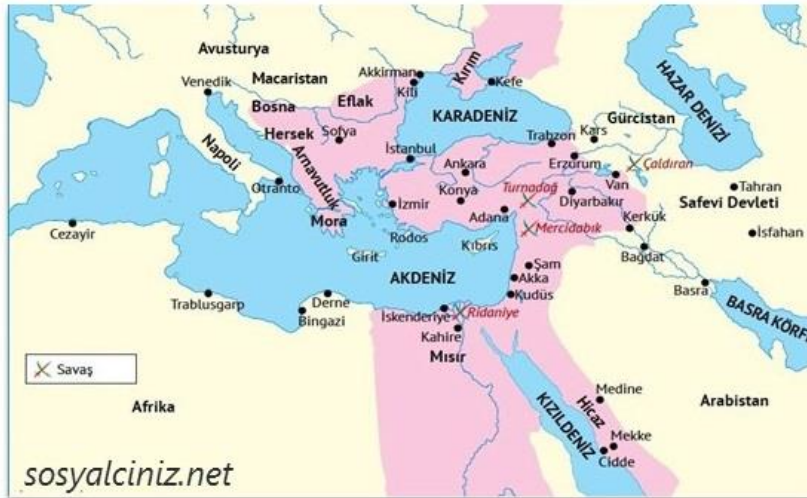 Avusturya
Venedik
Macaristan
Akkirman
Kili
Kırım
Kefe
HAZAR DENİZİ
Bosna
Eflak
KARADENİZ
Gürcistan
Hersek
Sofya
Napoli
Arnavutluk
İstanbul
Trabzon
Kars
Ankara
Erzurum
Çaldıran
Otranto
Konya
Turnadağ
Van
Tahran
İzmir
Adana
Diyarbakır
Safevi Devleti
Mora
Kerkük
Cezayir
Rodos
Mercidabık
İsfahan
Girit
Kıbrıs
Bağdat
AKDENİZ
Şam
Akka
Basra
Trablusgarp
Derne
Kudüs
BASRA KÖRF
Bingazi
İskenderiye
Ridaniye
Kahire
Mısır
Savaş
Medine
Afrika
Hicaz
Arabistan
KIZILDENİZ
Mekke
Cidde
sosyalciniz.net